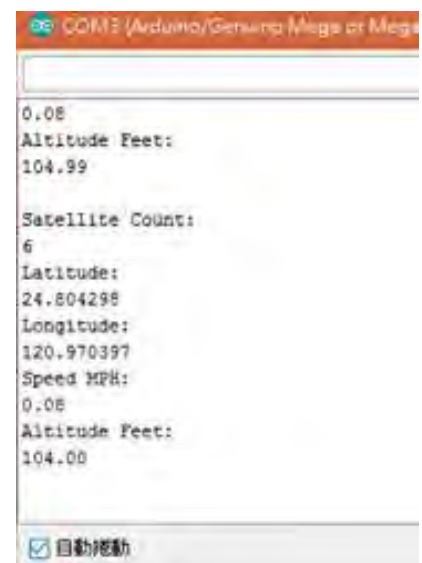 COM3 (Arduino/Genuino Mega or Mega
0.08
Altitude Feet:
104.99
Satellite Count:
6
Latitude:
24.804298
Longitude:
120.970397
Speed MPH:
0.08
Altitude Feet:
104.00
自動捲動